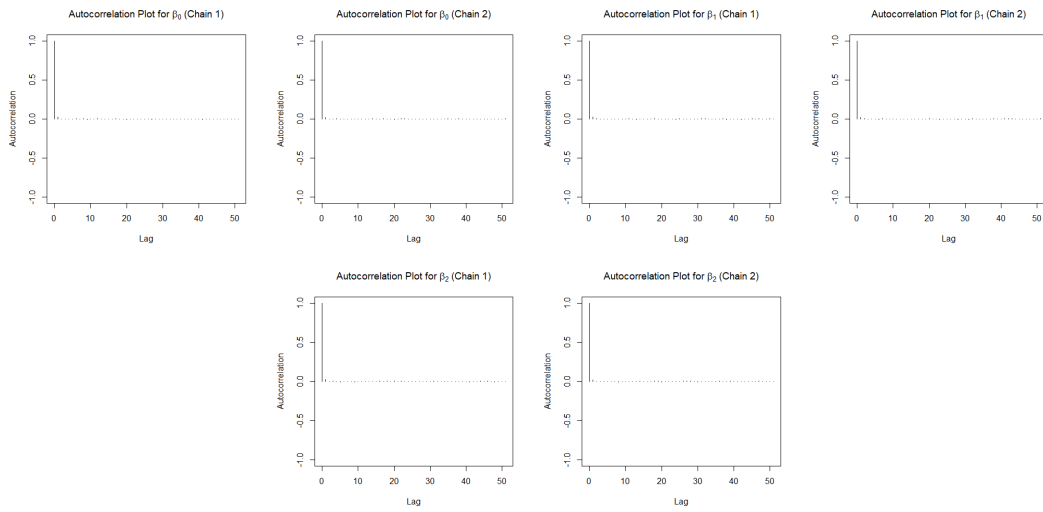 Autocorrelation Plot for β0 (Chain 1)
Autocorrelation Plot for β0 (Chain 2)
Autocorrelation Plot for β1 (Chain 1)
Autocorrelation Plot for β1 (Chain 2)
Autocorrelation
1.0
0.5
0.0
-0.5
-1.0
0 10 20 30 40 50
Lag
Autocorrelation
1.0
0.5
0.0
-0.5
-1.0
0 10 20 30 40 50
Lag
Autocorrelation
1.0
0.5
0.0
-0.5
-1.0
0 10 20 30 40 50
Lag
Autocorrelation
1.0
0.5
0.0
-0.5
-1.0
0 10 20 30 40 50
Lag
Autocorrelation Plot for β2 (Chain 1)
Autocorrelation Plot for β2 (Chain 2)
Autocorrelation
1.0
0.5
0.0
-0.5
-1.0
0 10 20 30 40 50
Lag
Autocorrelation
1.0
0.5
0.0
-0.5
-1.0
0 10 20 30 40 50
Lag